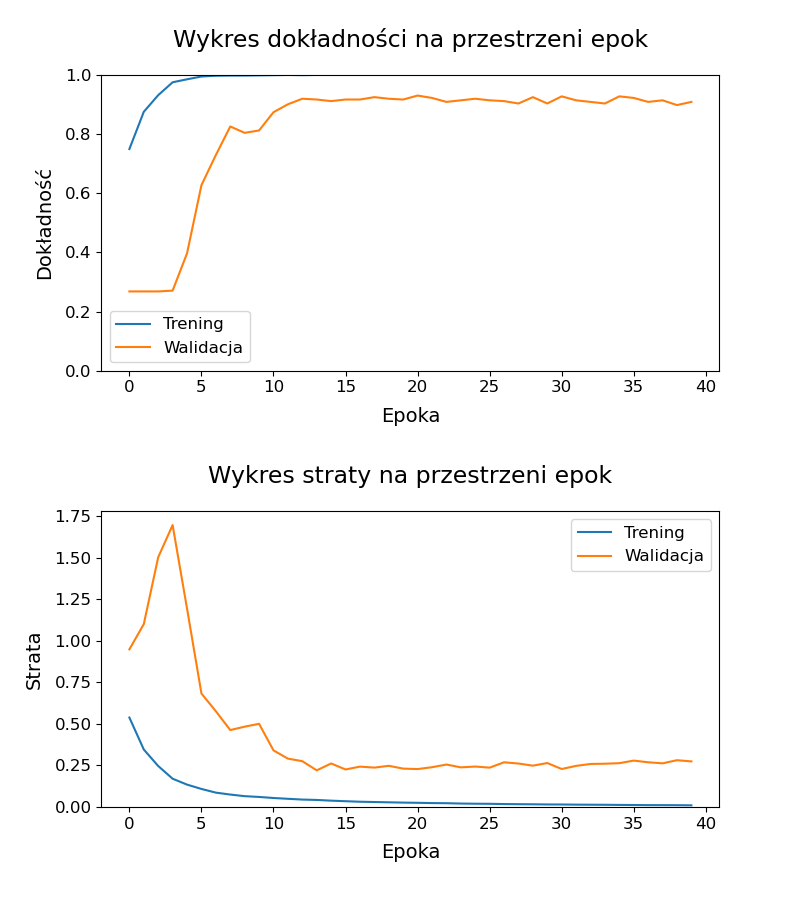 Wykres dokładności na przestrzeni epok
1.0
0.8
0.6
0.4
0.2
0.0
Dokładność
Trening
Walidacja
0 5 10 15 20 25 30 35 40
Epoka
Wykres straty na przestrzeni epok
1.75
1.50
1.25
1.00
0.75
0.50
0.25
0.00
Strata
Trening
Walidacja
0 5 10 15 20 25 30 35 40
Epoka